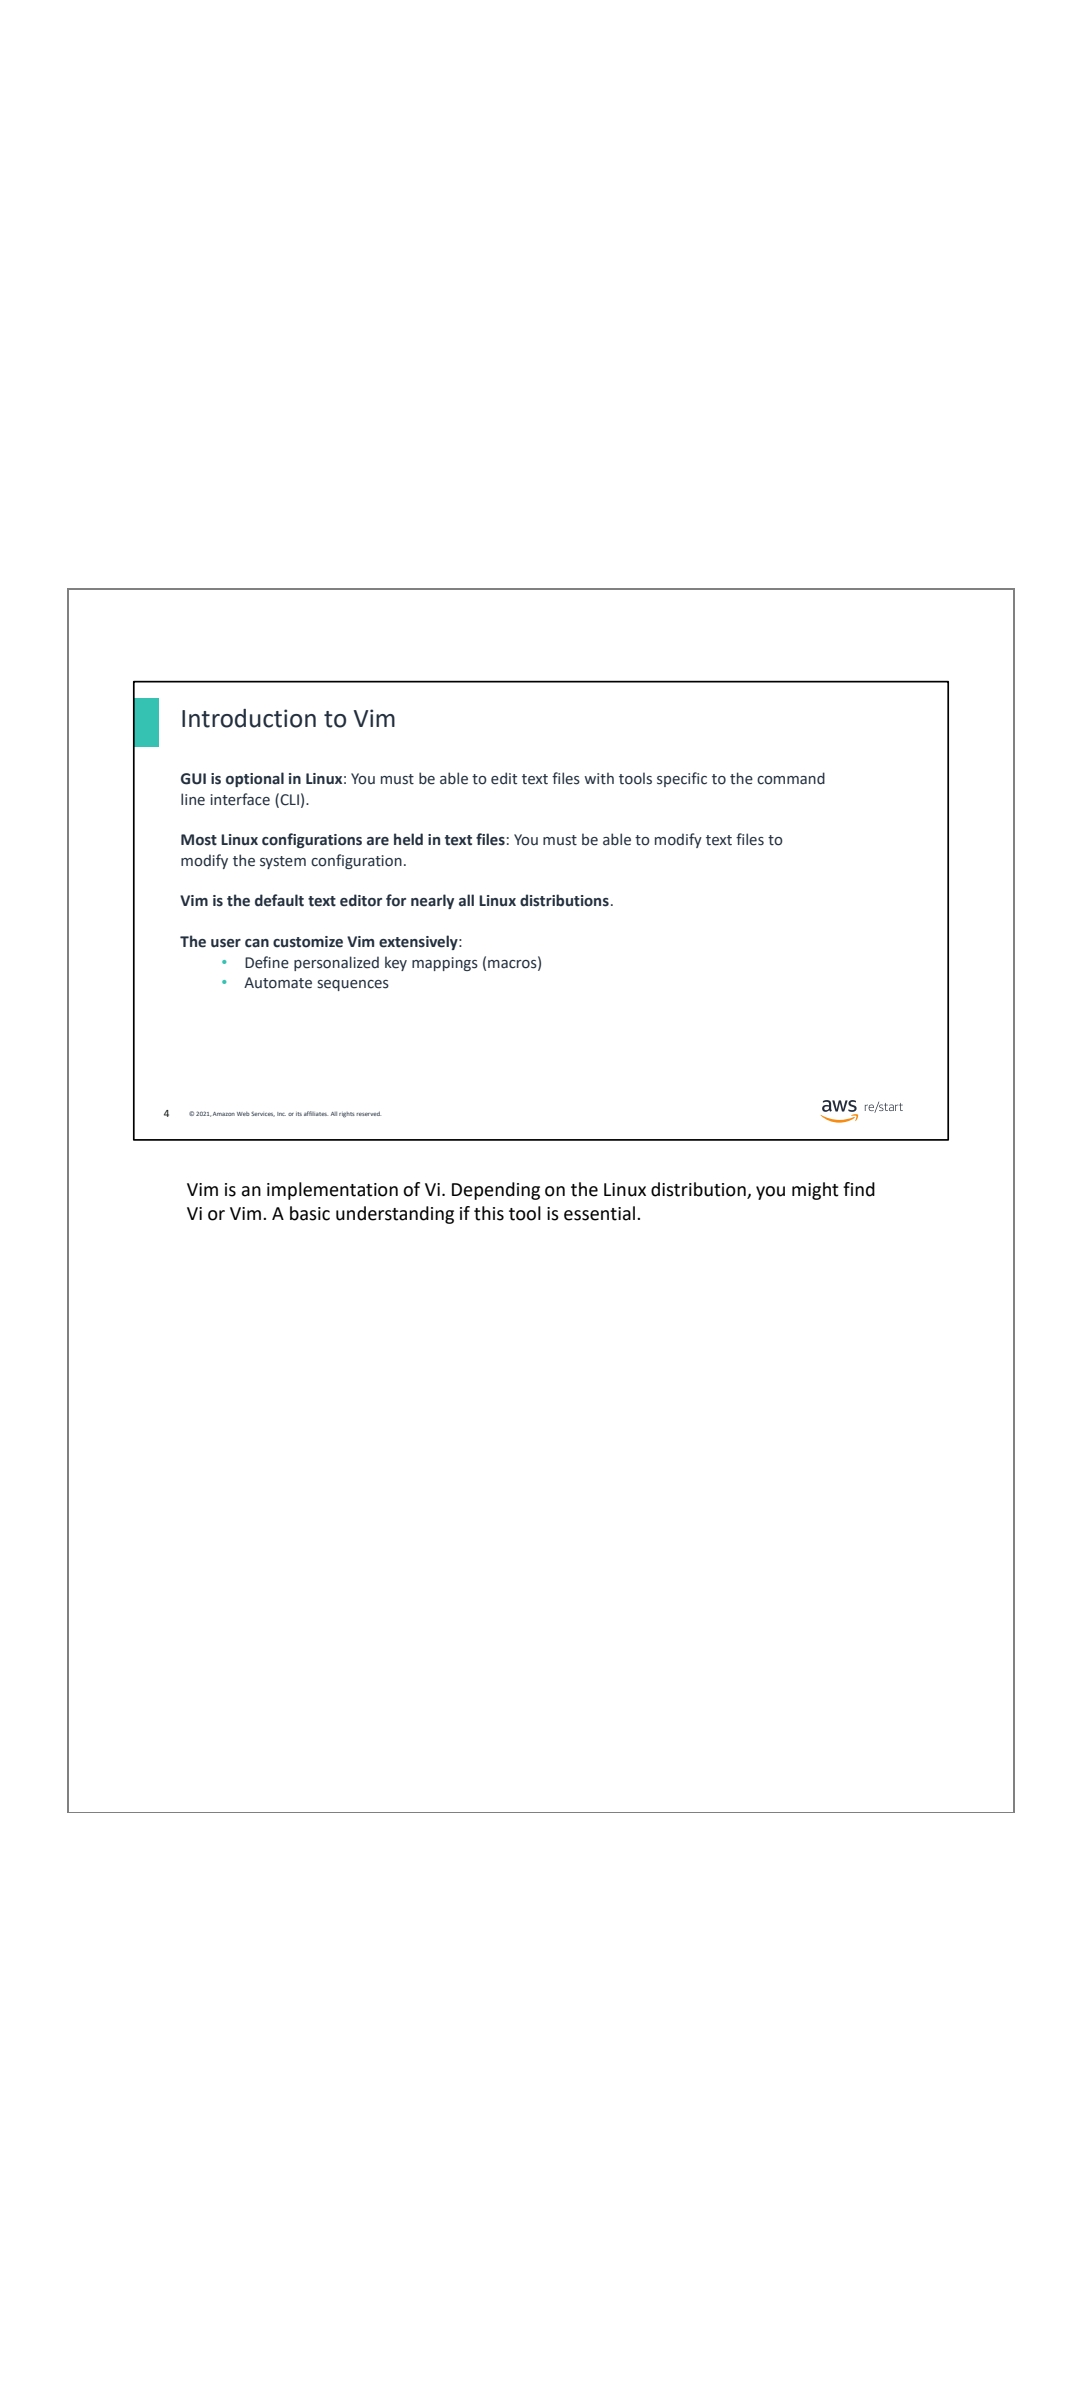 Introduction to Vim
GUI is optional in Linux: You must be able to edit text files with tools specific to the command
line interface (CLI).
Most Linux configurations are held in text files: You must be able to modify text files to
modify the system configuration.
Vim is the default text editor for nearly all Linux distributions.
The user can customize Vim extensively:
• Define personalized key mappings (macros)
• Automate sequences
4 © 2021, Amazon Web Services, Inc. or its affiliates. All rights reserved.
aws re/start
Vim is an implementation of Vi. Depending on the Linux distribution, you might find
Vi or Vim. A basic understanding if this tool is essential.